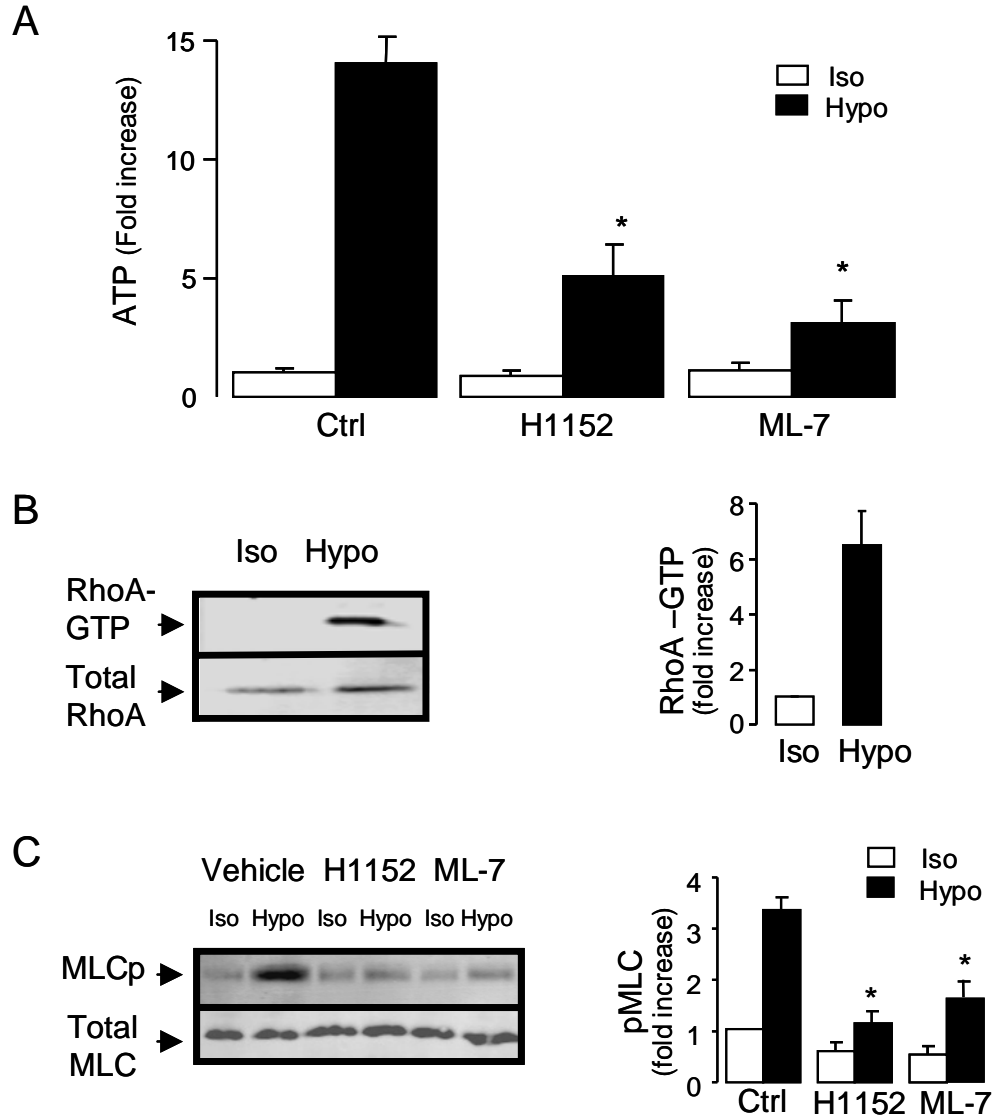 A
15
10
5
0
ATP (Fold increase)
Iso
Hypo
*
*
Ctrl
H1152
ML-7
B
Iso Hypo
RhoA-
GTP
Total
RhoA
8
6
4
2
0
RhoA –GTP
(fold increase)
Iso Hypo
C
Vehicle H1152 ML-7
Iso Hypo Iso Hypo Iso Hypo
MLCp
Total
MLC
Iso
Hypo
4
3
2
1
0
pMLC
(fold increase)
*
*
Ctrl H1152 ML-7